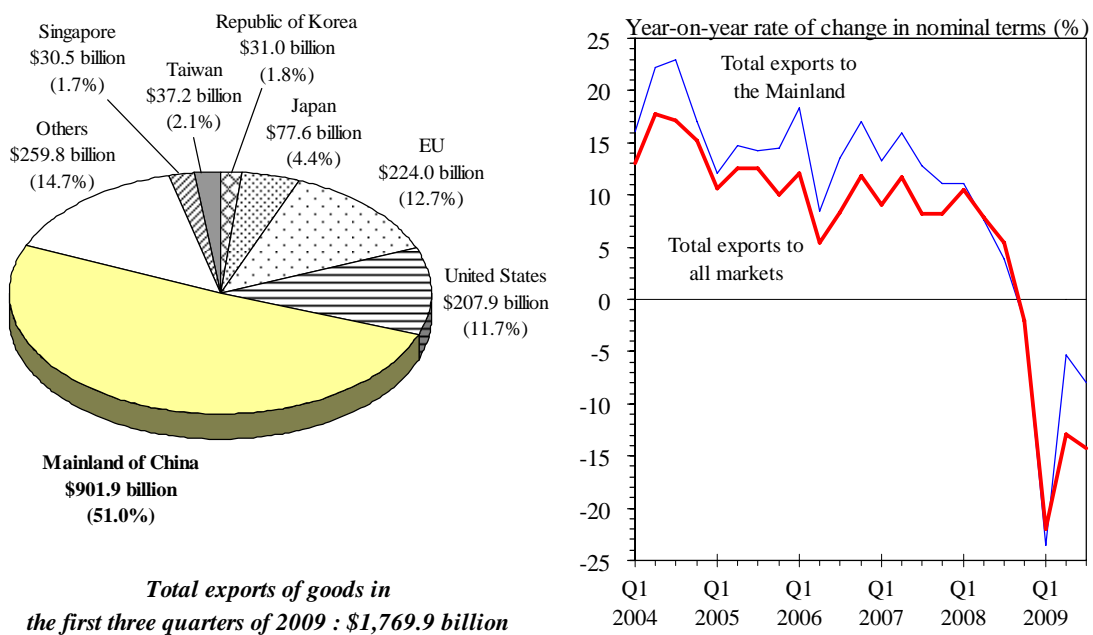 Singapore
$30.5 billion
(1.7%)
Republic of Korea
$31.0 billion
(1.8%)
Taiwan
$37.2 billion
(2.1%)
Japan
$77.6 billion
(4.4%)
Others
$259.8 billion
(14.7%)
EU
$224.0 billion
(12.7%)
United States
$207.9 billion
(11.7%)
Mainland of China
$901.9 billion
(51.0%)
Total exports of goods in
the first three quarters of 2009 : $1,769.9 billion
Year-on-year rate of change in nominal terms (%)
Total exports to
the Mainland
Total exports to
all markets
25
20
15
10
5
0
-5
-10
-15
-20
-25
Q1 Q1 Q1 Q1 Q1 Q1
2004 2005 2006 2007 2008 2009